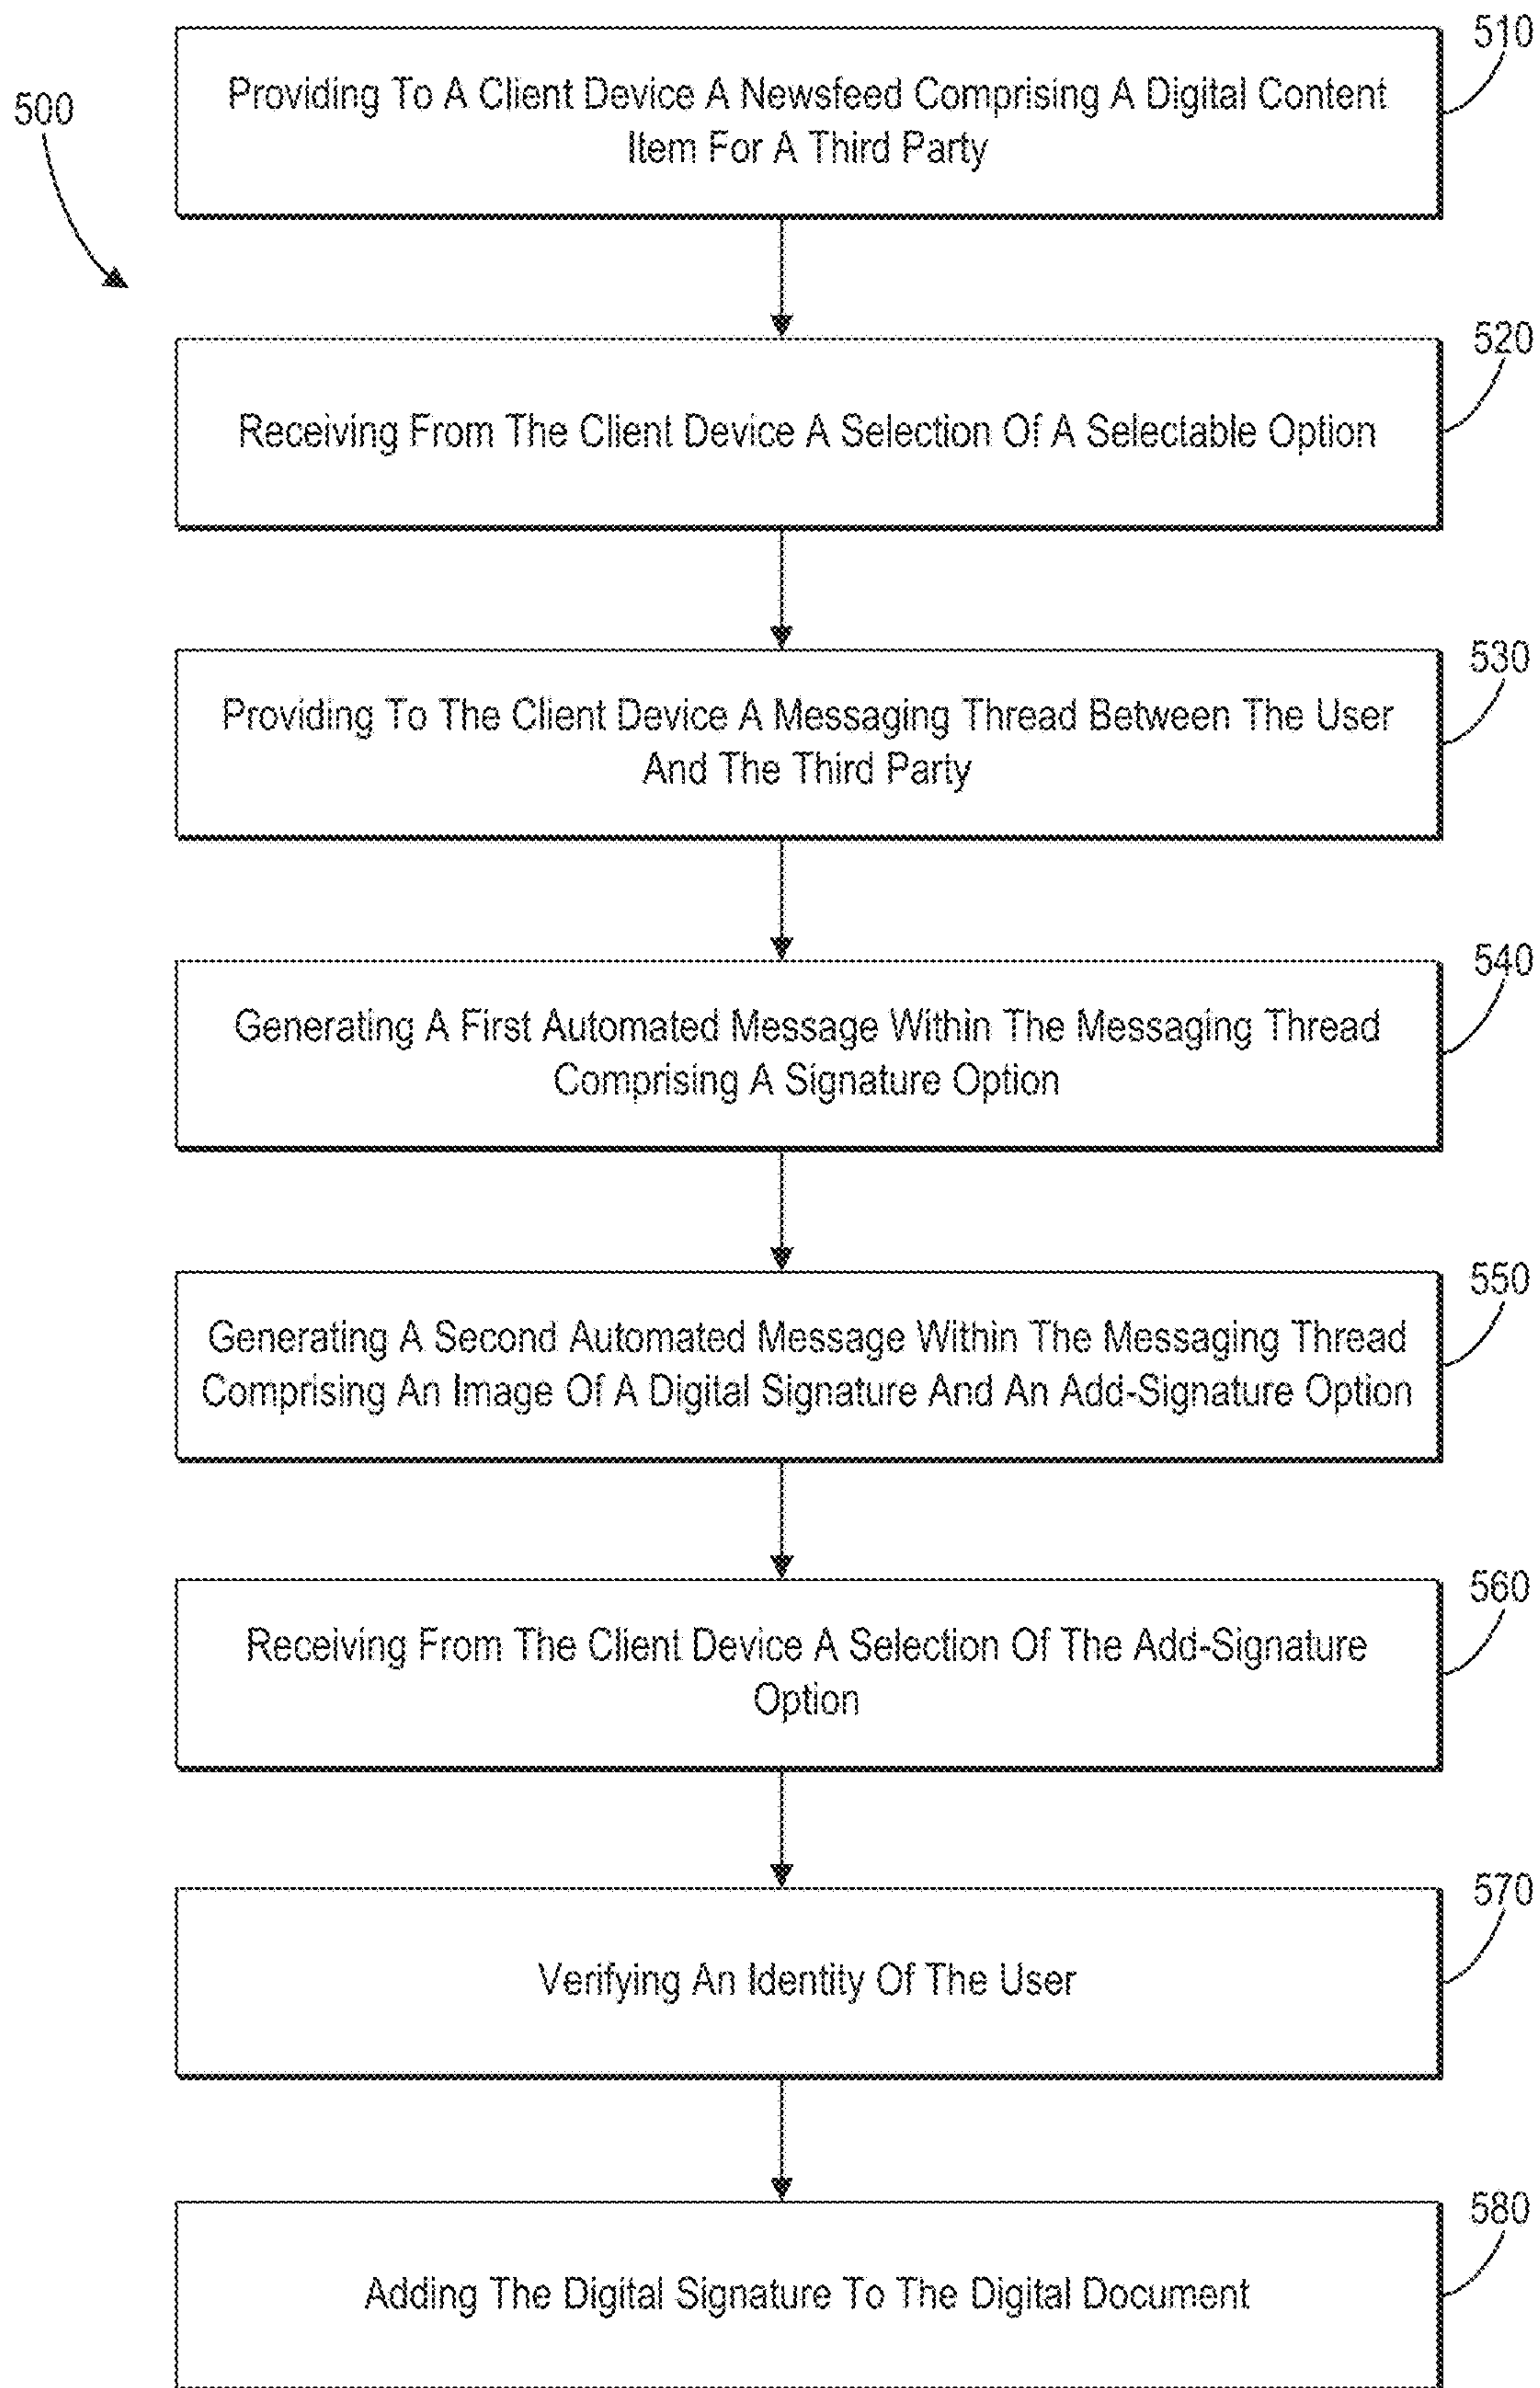 510
Providing To A Client Device A Newsfeed Comprising A Digital Content
Item For A Third Party
500
520
Receiving From The Client Device A Selection Of A Selectable Option
530
Providing To The Client Device A Messaging Thread Between The User
And The Third Party
540
Generating A First Automated Message Within The Messaging Thread
Comprising A Signature Option
550
Generating A Second Automated Message Within The Messaging Thread
Comprising An Image Of A Digital Signature And An Add-Signature Option
560
Receiving From The Client Device A Selection Of The Add-Signature
Option
570
Verifying An Identity Of The User
580
Adding The Digital Signature To The Digital Document